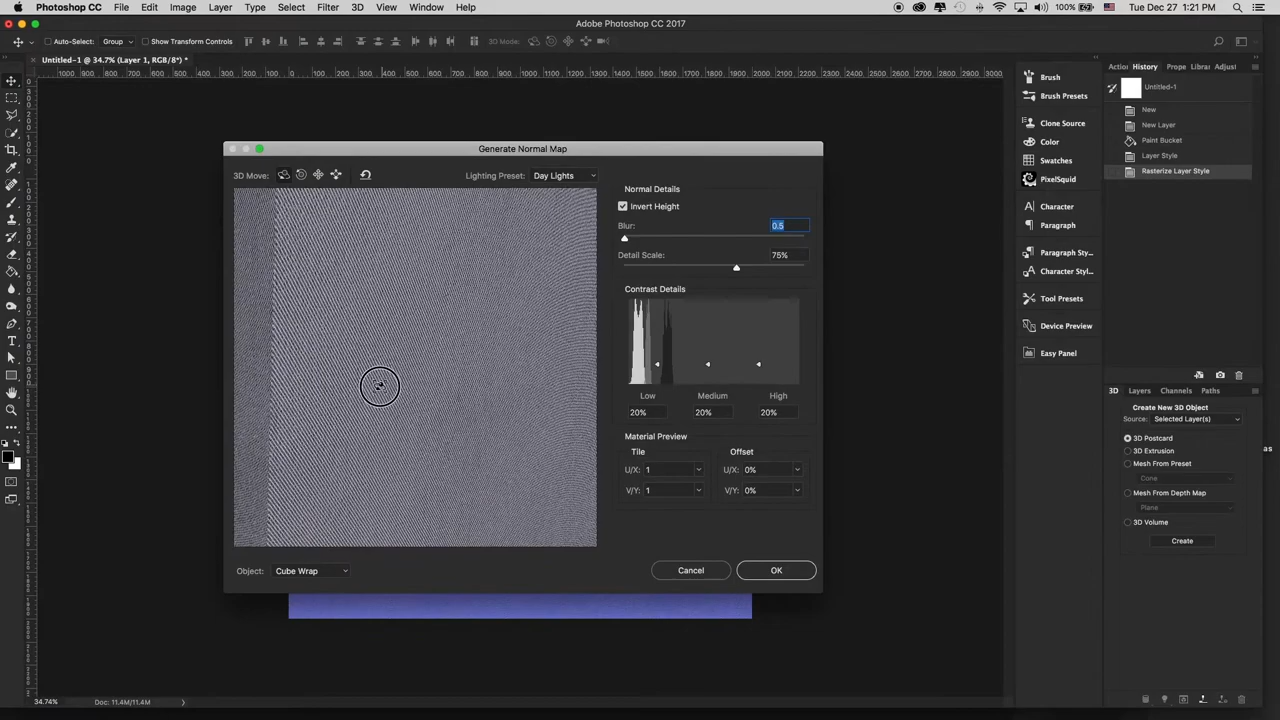 Photoshop CC File Edit Image Layer Type Select Filter 3D View Window Help 100% Tue Dec 27 1:21 PM
Adobe Photoshop CC 2017
Auto-Select: Group Show Transform Controls 3D Mode:
Untitled-1 @ 34.7% (Layer 1, RGB/8*) *
Generate Normal Map
3D Move: Lighting Preset: Day Lights
Normal Details
Invert Height
Blur: 0.5
Detail Scale: 75%
Contrast Details
Low Medium High
20% 20% 20%
Material Preview
Tile Offset
U/X: 1 U/X: 0%
V/Y: 1 V/Y: 0%
Object: Cube Wrap
Cancel OK
Brush
Brush Presets
Clone Source
Color
Swatches
PixelSquid
Character
Paragraph
Paragraph Sty...
Character Styl...
Tool Presets
Device Preview
Easy Panel
Actio History Prope Librar Adjust
Untitled-1
New
New Layer
Paint Bucket
Layer Style
Rasterize Layer Style
3D Layers Channels Paths
Create New 3D Object
Source: Selected Layer(s)
3D Postcard
3D Extrusion
Mesh From Preset
Cone
Mesh From Depth Map
Plane
3D Volume
Create
as
34.74% Doc: 11.4M/11.4M